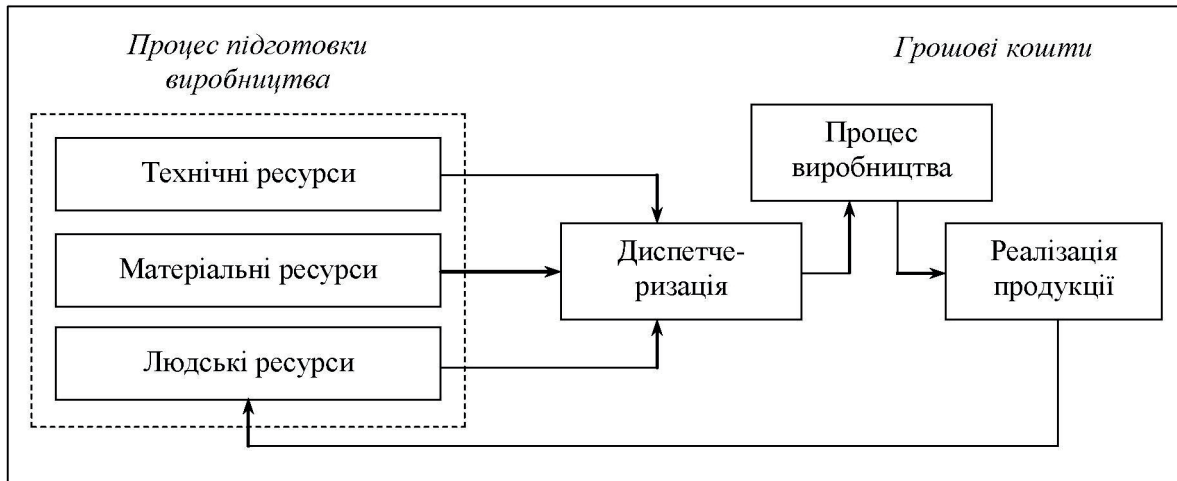 Процес підготовки
виробництва
Грошові кошти
Технічні ресурси
Матеріальні ресурси
Людські ресурси
Диспетче-
ризація
Процес
виробництва
Реалізація
продукції